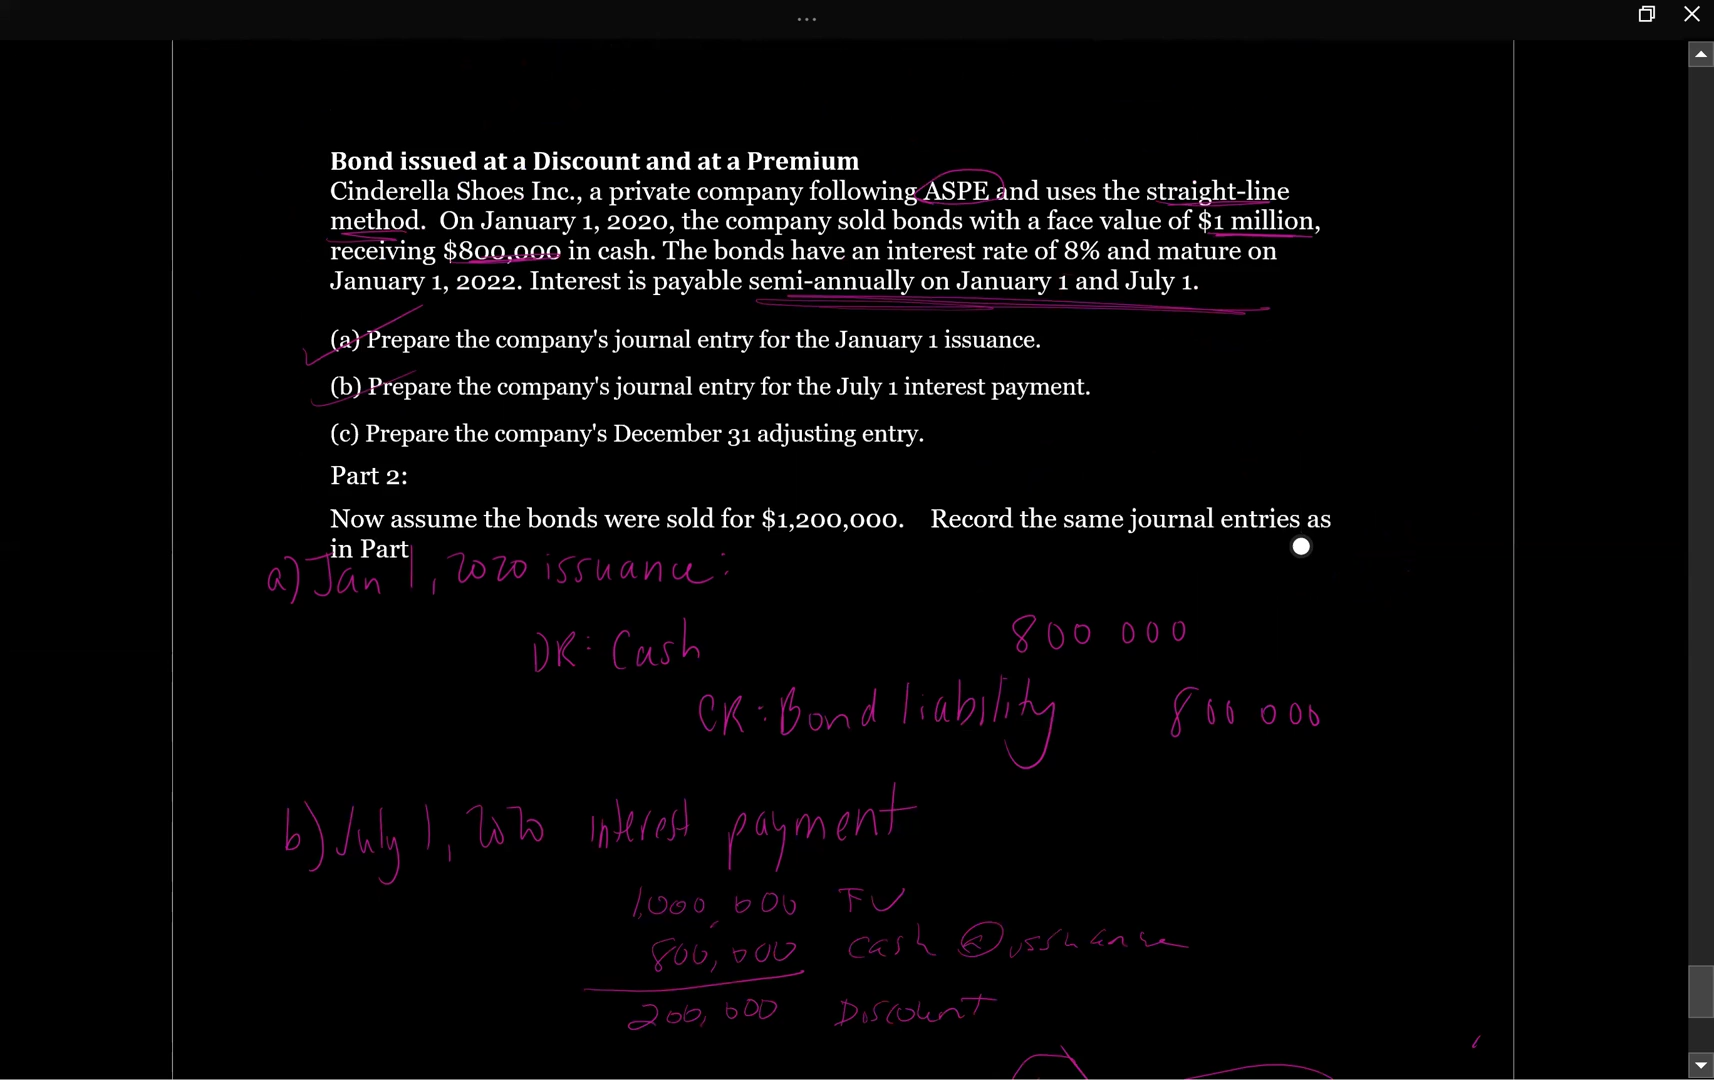 Bond issued at a Discount and at a Premium
Cinderella Shoes Inc., a private company following ASPE and uses the straight-line
method.  On January 1, 2020, the company sold bonds with a face value of $1 million,
receiving $800,000 in cash. The bonds have an interest rate of 8% and mature on
January 1, 2022. Interest is payable semi-annually on January 1 and July 1.
(a) Prepare the company's journal entry for the January 1 issuance.
(b) Prepare the company's journal entry for the July 1 interest payment.
(c) Prepare the company's December 31 adjusting entry.
Part 2:
Now assume the bonds were sold for $1,200,000.   Record the same journal entries as
in Part
a) Jan 1, 2020 issuance:
DR: Cash 800 000
CR: Bond liability 800 000
b) July 1, 2020 interest payment
1,000,000 FV
800,000 cash @ issuance
200,000 Discount